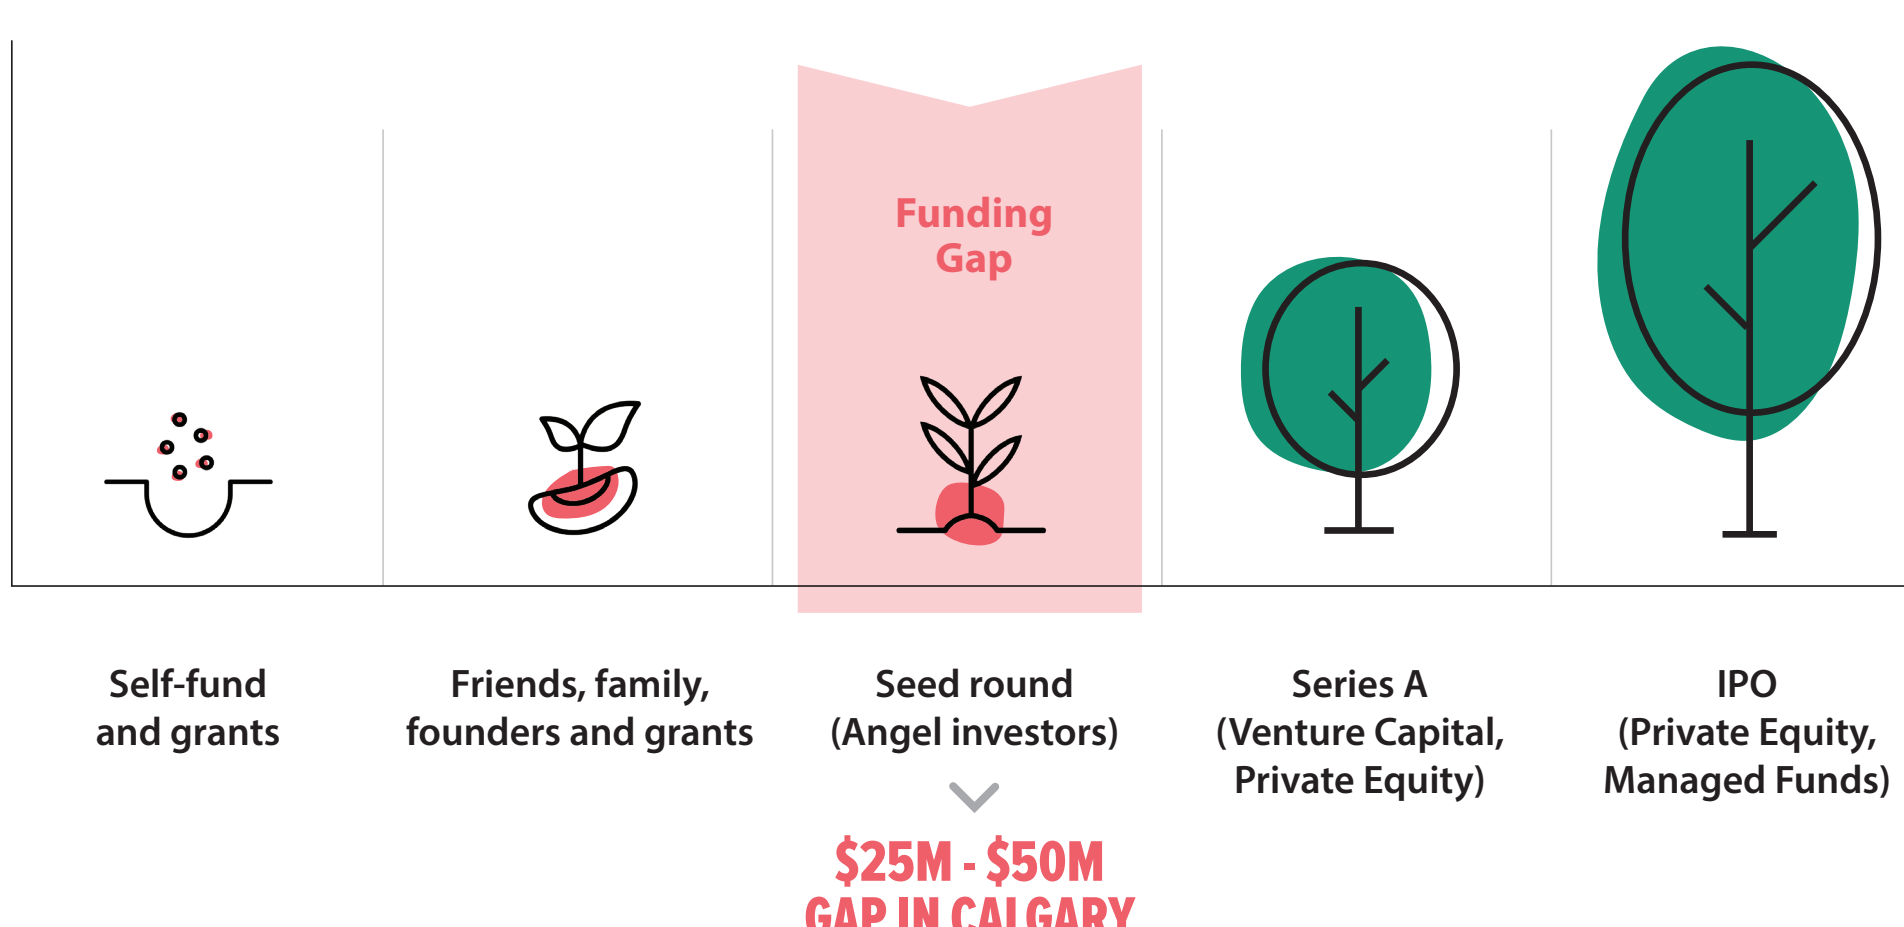 Funding
Gap
Self-fund
and grants
Friends, family,
founders and grants
Seed round
(Angel investors)
Series A
(Venture Capital,
Private Equity)
IPO
(Private Equity,
Managed Funds)
$25M - $50M
GAP IN CALGARY